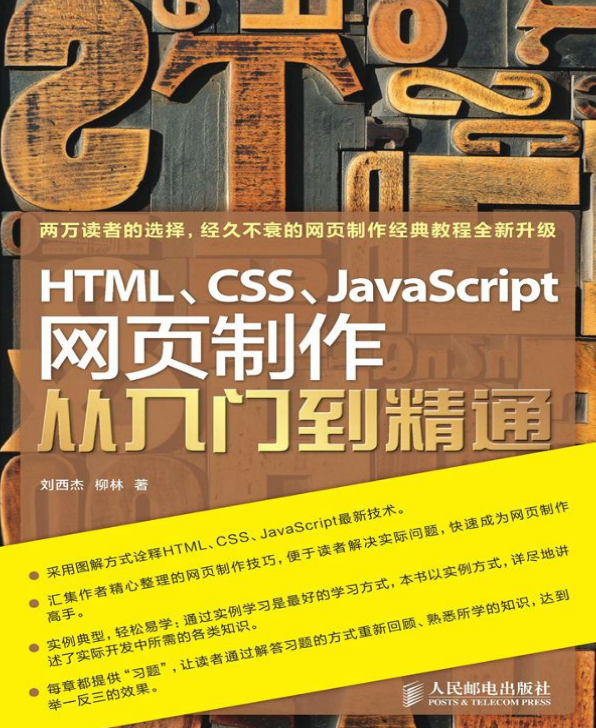 两万读者的选择，经久不衰的网页制作经典教程全新升级
HTML、CSS、JavaScript
网页制作
从入门到精通
刘西杰 柳林 著
● 采用图解方式诠释HTML、CSS、JavaScript最新技术。
● 汇集作者精心整理的网页制作技巧，便于读者解决实际问题，快速成为网页制作
高手。
● 实例典型，轻松易学：通过实例学习是最好的学习方式，本书以实例方式，详尽地讲
述了实际开发中所需的各类知识。
● 每章都提供“习题”，让读者通过解答习题的方式重新回顾、熟悉所学的知识，达到
举一反三的效果。
人民邮电出版社
POSTS & TELECOM PRESS